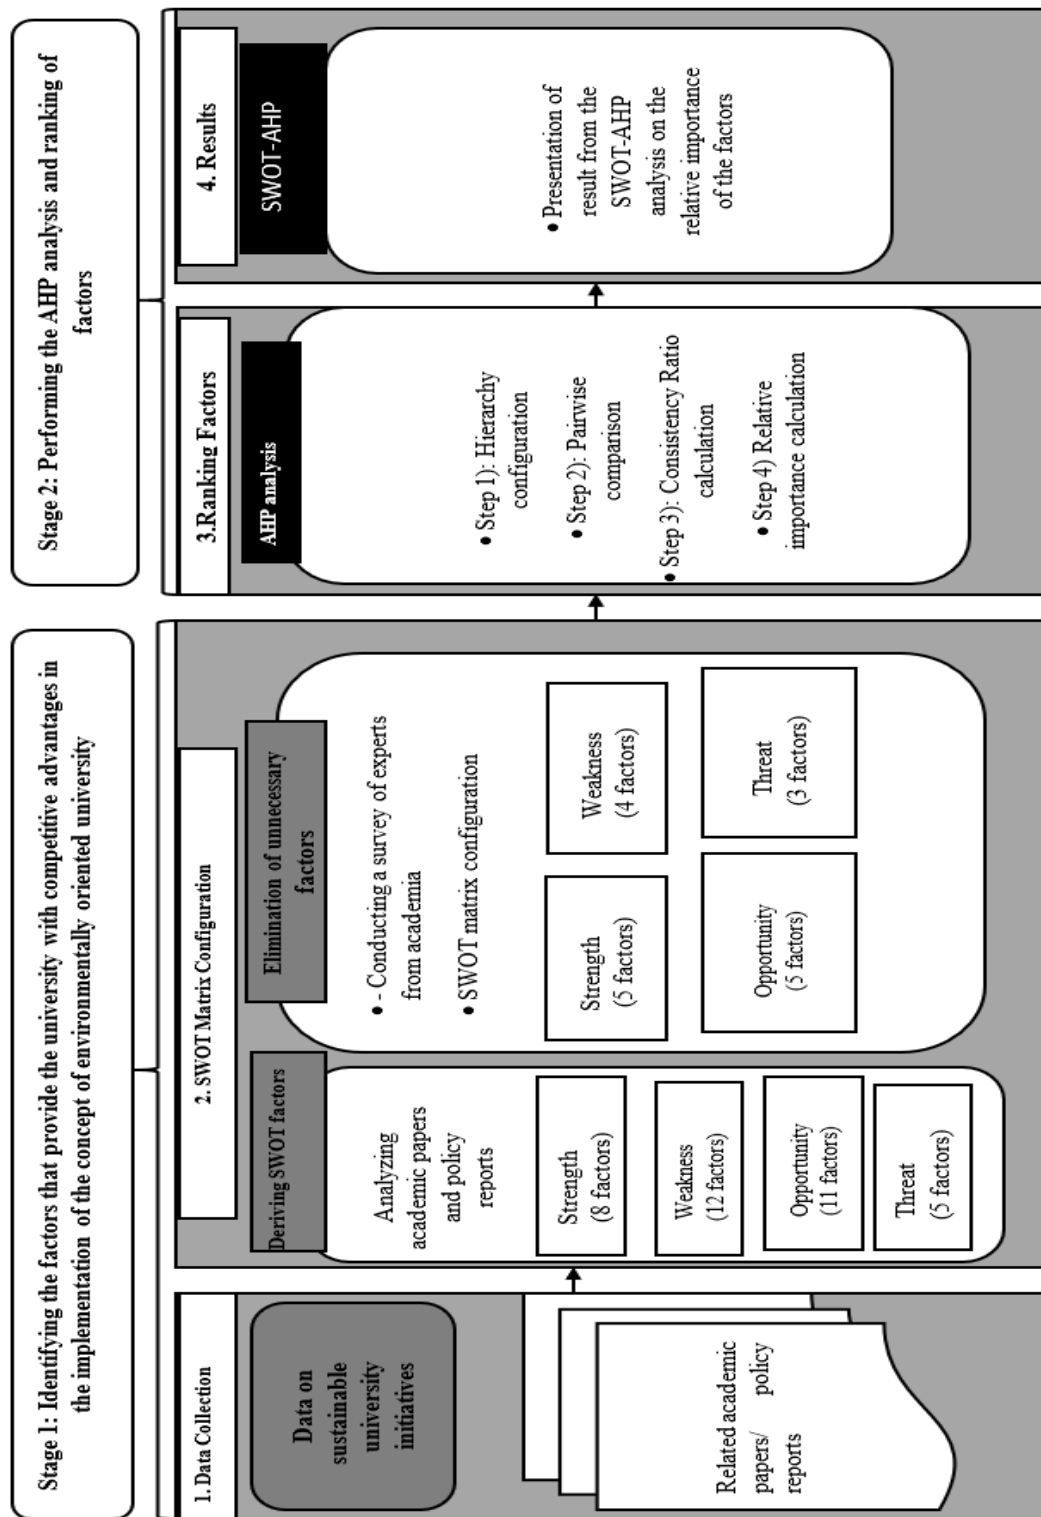 Stage 1: Identifying the factors that provide the university with competitive advantages in
the implementation of the concept of environmentally oriented university
Stage 2: Performing the AHP analysis and ranking of
factors
1. Data Collection
Data on
sustainable
university
initiatives
Related academic
papers/ policy
reports
2. SWOT Matrix Configuration
Deriving SWOT factors
Analyzing
academic papers
and policy
reports
Strength
(8 factors)
Weakness
(12 factors)
Opportunity
(11 factors)
Threat
(5 factors)
Elimination of unnecessary
factors
● - Conducting a survey of experts
from academia
● SWOT matrix configuration
Strength
(5 factors)
Weakness
(4 factors)
Opportunity
(5 factors)
Threat
(3 factors)
3.Ranking Factors
AHP analysis
● Step 1): Hierarchy
configuration
● Step 2): Pairwise
comparison
● Step 3): Consistency Ratio
calculation
● Step 4) Relative
importance calculation
4. Results
SWOT-AHP
● Presentation of
result from the
SWOT-AHP
analysis on the
relative importance
of the factors